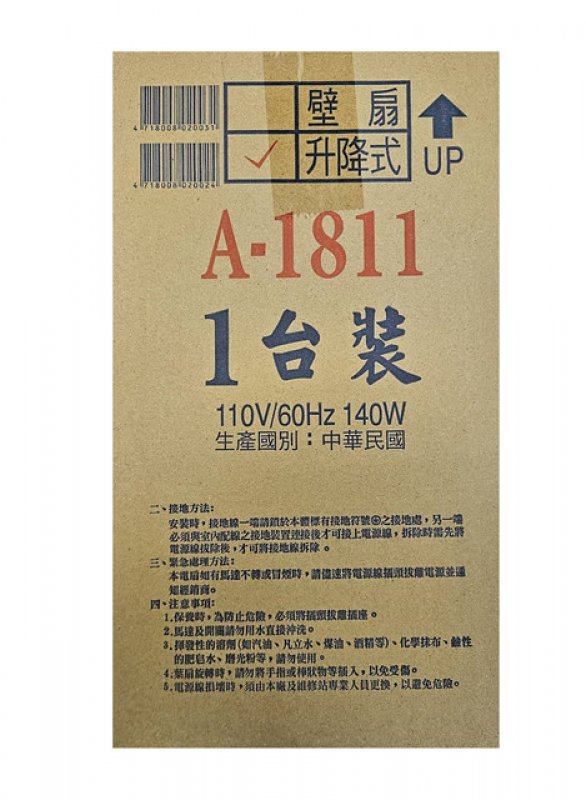 4718008020031
壁扇
4718008020024
✓ 升降式
UP
A-1811
1台裝
110V/60Hz 140W
生產國別：中華民國
二、接地方法：
安裝時，接地線一端請鎖於本體標有接地符號⏚之接地處，另一端
必須與室內配線之接地裝置連接後才可接上電源線，拆除時需先將
電源線拔除後，才可將接地線拆除。
三、緊急處理方法：
本電扇如有馬達不轉或冒煙時，請儘速將電源線插頭拔離電源並通
知經銷商。
四、注意事項：
1.保養時，為防止危險，必須將插頭拔離插座。
2.馬達及開關請勿用水直接沖洗。
3.揮發性的溶劑(如汽油、凡立水、煤油、酒精等)、化學抹布、鹼性
的肥皂水、磨光粉等，請勿使用。
4.葉扇旋轉時，請勿將手指或棒狀物等插入，以免受傷。
5.電源線損壞時，須由本廠及維修站專業人員更換，以避免危險。